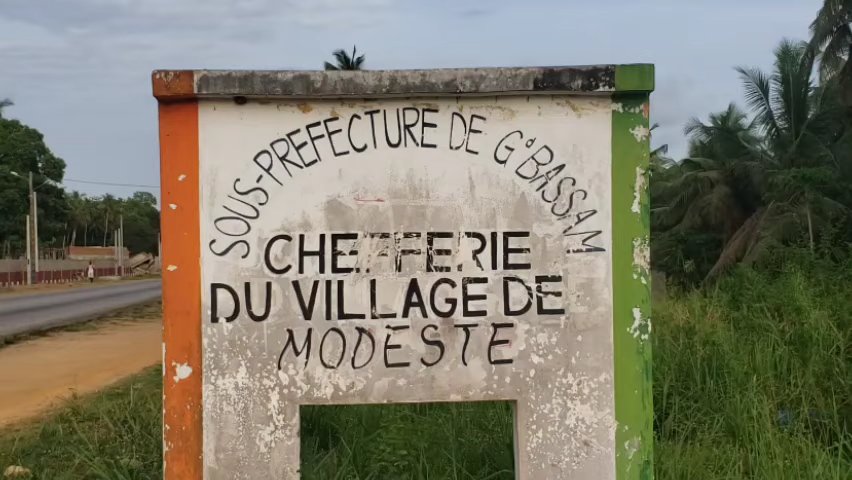 SOUS-PREFECTURE DE Gd BASSAM
CHEFFERIE
DU VILLAGE DE
MODESTE